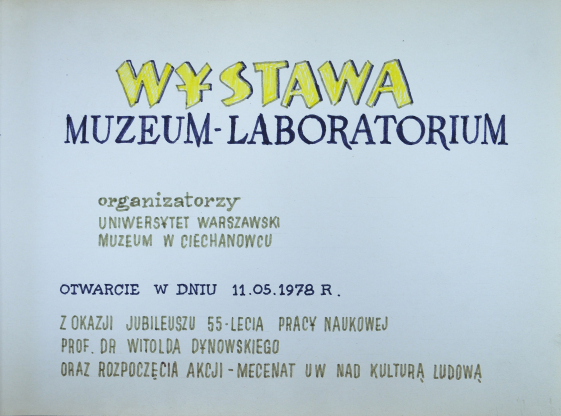 WYSTAWA
MUZEUM-LABORATORIUM
organizatorzy
UNIWERSYTET WARSZAWSKI
MUZEUM W CIECHANOWCU
OTWARCIE W DNIU 11.05.1978 R.
Z OKAZJI JUBILEUSZU 55-LECIA PRACY NAUKOWEJ
PROF. DR WITOLDA DYNOWSKIEGO
ORAZ ROZPOCZĘCIA AKCJI - MECENAT UW NAD KULTURĄ LUDOWĄ